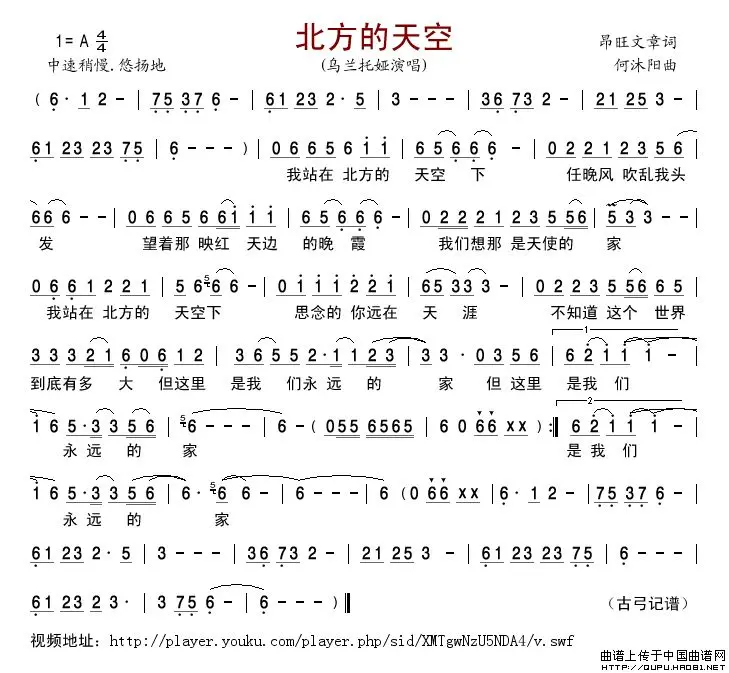 北方的天空
1= A 4/4
昂旺文章词
中速稍慢.悠扬地
(乌兰托娅演唱)
何沐阳曲
( 6· 1 2 - | 75 37 6 - | 61 23 2·5 | 3 - - - | 36 73 2 - | 21 25 3 - |
61 23 23 75 | 6 - - - ) | 0 6 6 5 6 1 1 | 6 5 6 6 6 - | 0 2 2 1 2 3 5 6 |
我站在 北方的 天空 下 任晚风 吹乱我头
66 6 - - | 0 6 6 5 6 61 1 1 | 6 5 6 6 6 - | 0 2 2 2 1 2 3 5 56 | 5 3 3 - - |
发 望着那 映红 天边 的晚 霞 我们想那 是天使的 家
0 6 6 1 2 2 1 | 5 6 56 6 - | 0 5 1 1 1 2 2 1 | 65 33 3 - | 0 2 2 3 5 56 6 5 |
我站在 北方的 天空下 思念的 你远在 天 涯 不知道 这个 世界
3 3 3 21 6 0 6 1 2 | 3 6 5 5 2·1 1 2 3 | 3 3· 0 3 5 6 | 6 2 1 1 1 - |
到底有多 大 但这里 是我 们永 远 的 家 但 这里 是我 们
1 6 5·3 3 5 6 | 56 - - - | 6 - ( 055 6565 | 6 0 66 xx ) :‖ 6 2 1 1 1 - |
永 远 的 家 是 我 们
1 6 5·3 3 5 5 6 | 6· 56 6 - | 6 - - - | 6 (0 66 xx | 6· 1 2 - | 75 37 6 - |
永 远 的 家
61 23 2·5 | 3 - - - | 36 73 2 - | 21 25 3 - | 61 23 23 75 | 6 - - - |
61 23 2 3· | 3 75 6 - | 6 - - - ) ‖
(古弓记谱)
视频地址: http://player.youku.com/player.php/sid/XMTgwNzU5NDA4/v.swf
曲谱上传于中国曲谱网
http://QUPU.HAO81.NET